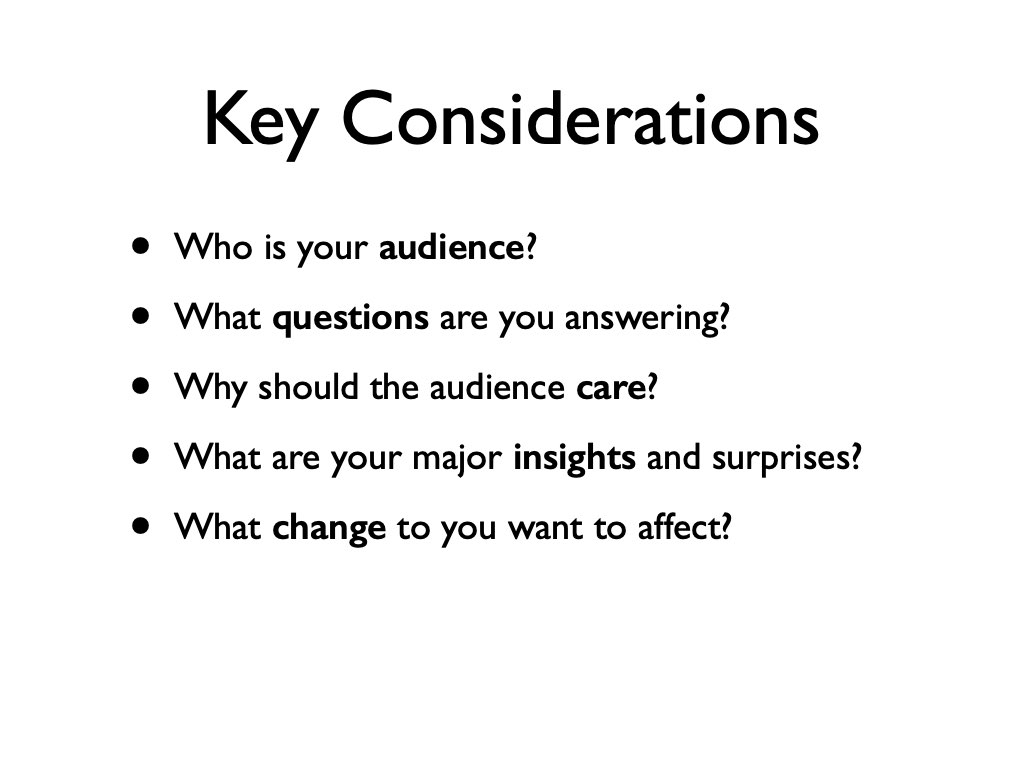 Key Considerations
• Who is your audience?
• What questions are you answering?
• Why should the audience care?
• What are your major insights and surprises?
• What change to you want to affect?